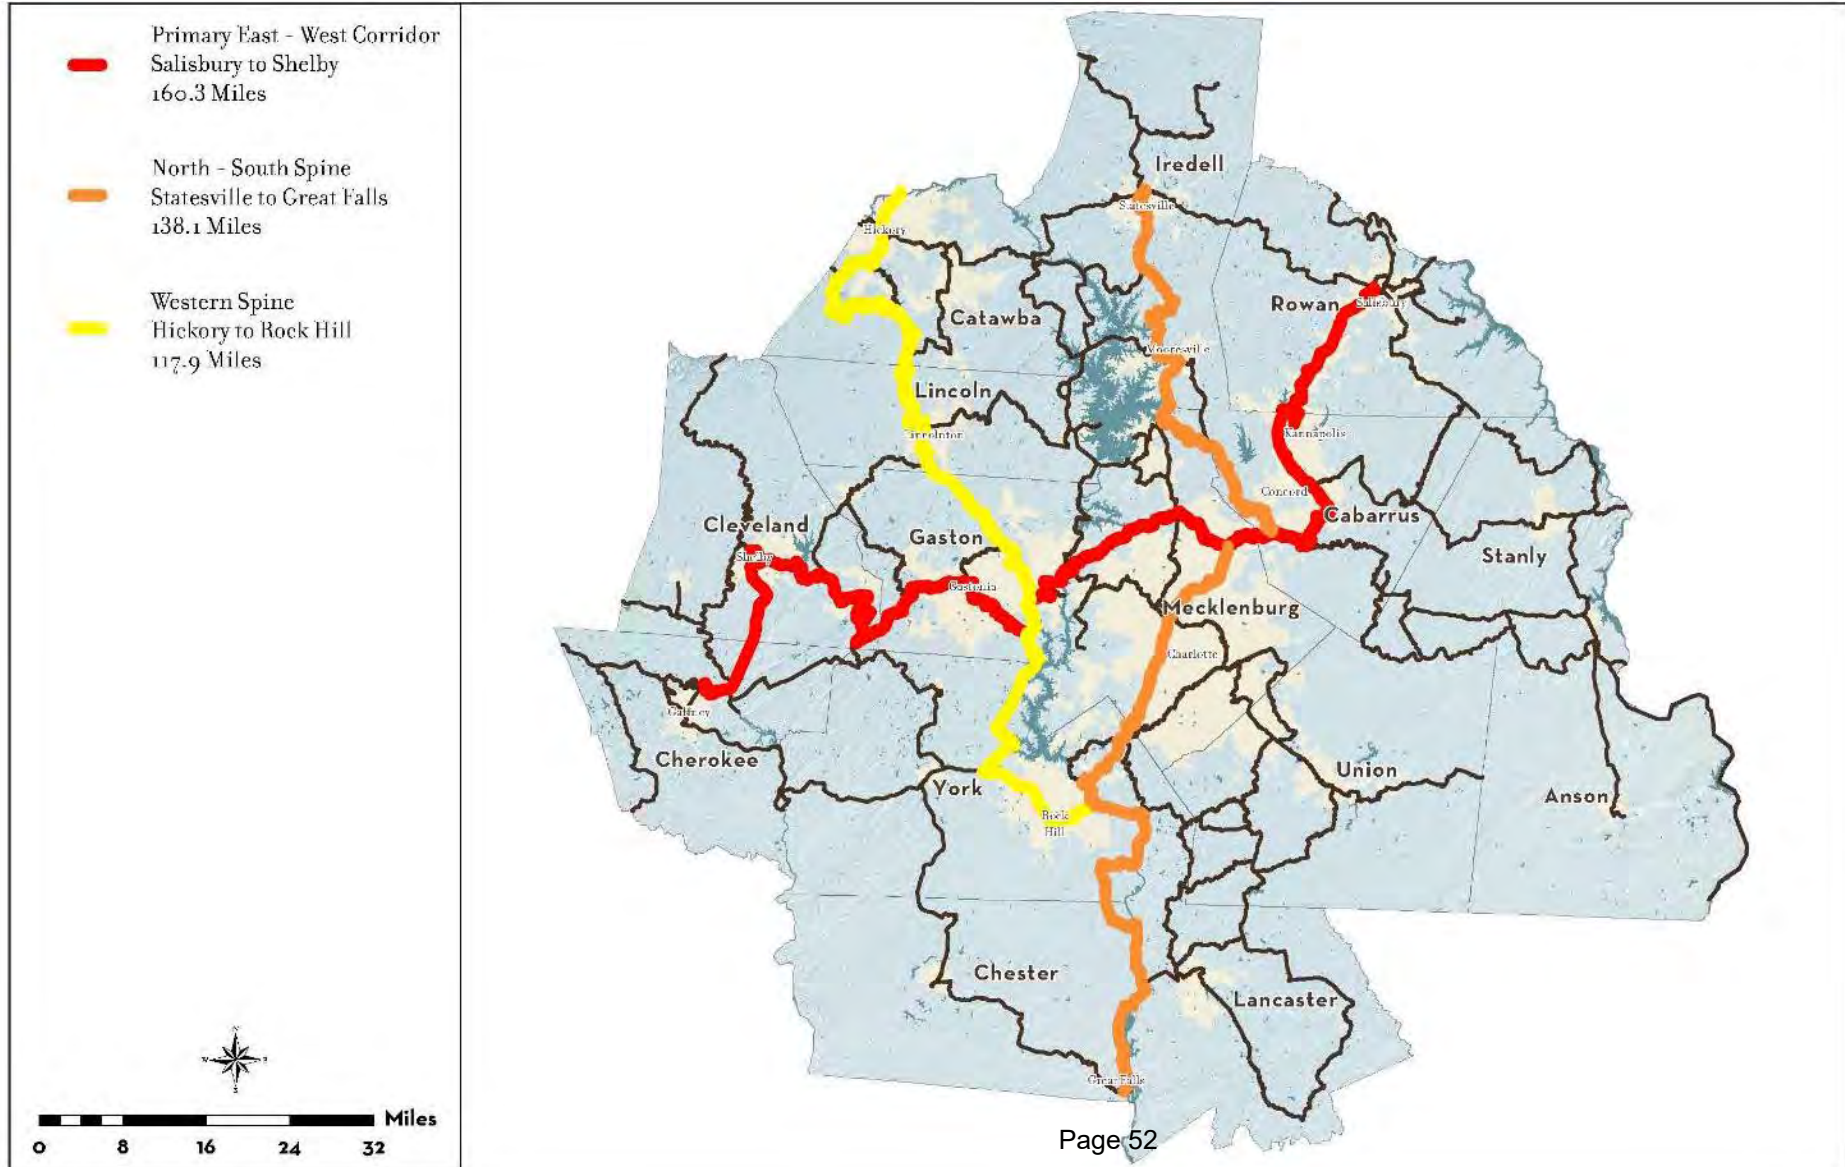 Primary East - West Corridor
Salisbury to Shelby
160.3 Miles
North - South Spine
Statesville to Great Falls
138.1 Miles
Western Spine
Hickory to Rock Hill
117.9 Miles
N
W
E
S
Miles
0 8 16 24 32
Iredell
Statesville
Hickory
Rowan
Salisbury
Catawba
Mooresville
Lincoln
Lincolnton
Kannapolis
Concord
Cabarrus
Cleveland
Shelby
Gaston
Gastonia
Stanly
Mecklenburg
Charlotte
Gaffney
Cherokee
York
Rock
Hill
Union
Anson
Chester
Lancaster
Great Falls
Page 52